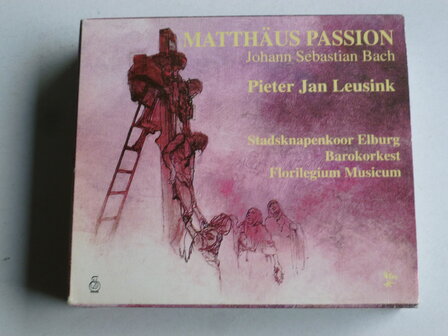 MATTHÄUS PASSION
Johann Sebastian Bach
Pieter Jan Leusink
Stadsknapenkoor Elburg
Barokorkest
Florilegium Musicum